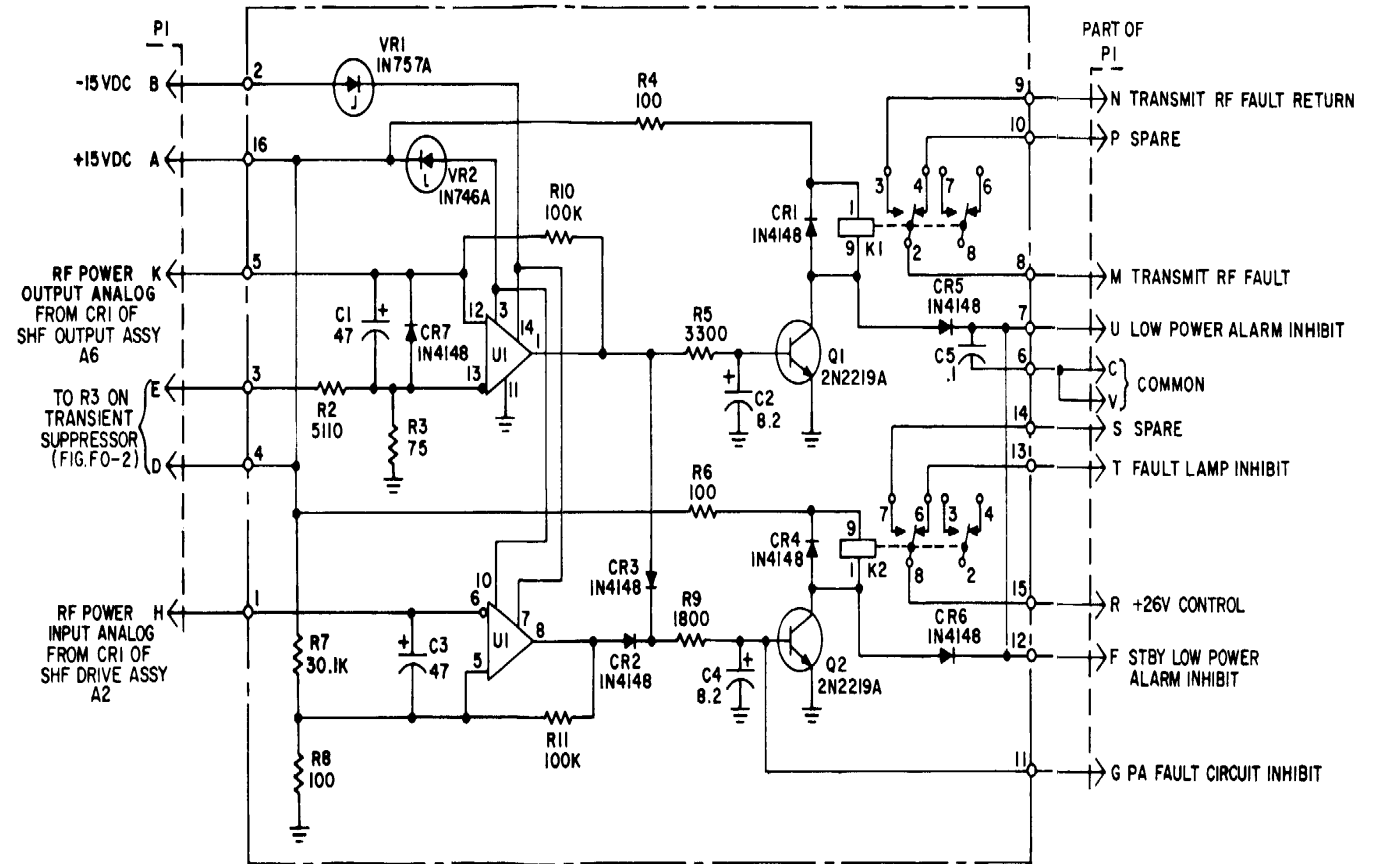 P1
PART OF
P1
-15VDC B
2
VR1
1N757A
J
R4
100
9
N TRANSMIT RF FAULT RETURN
10
P SPARE
+15VDC A
16
VR2
1N746A
L
R10
100K
CR1
1N4148
3
4
7
6
1
9
K1
2
8
RF POWER K
OUTPUT ANALOG
FROM CR1 OF
SHF OUTPUT ASSY
A6
5
C1
47
+
CR7
1N4148
12
3
14
U1
1
13
11
R5
3300
+
C2
8.2
Q1
2N2219A
8
M TRANSMIT RF FAULT
CR5
1N4148
7
U LOW POWER ALARM INHIBIT
C5
.1
6
C
V
COMMON
E
TO R3 ON
TRANSIENT
SUPPRESSOR
(FIG.FO-2)
D
3
R2
5110
R3
75
4
14
S SPARE
13
T FAULT LAMP INHIBIT
R6
100
CR4
1N4148
7
6
3
4
9
1
K2
8
2
CR3
1N4148
15
R +26V CONTROL
RF POWER H
INPUT ANALOG
FROM CR1 OF
SHF DRIVE ASSY
A2
1
R7
30.1K
+
C3
47
10
6
7
U1
8
5
CR2
1N4148
R9
1800
C4
8.2
+
Q2
2N2219A
CR6
1N4148
12
F STBY LOW POWER
ALARM INHIBIT
R11
100K
R8
100
11
G PA FAULT CIRCUIT INHIBIT